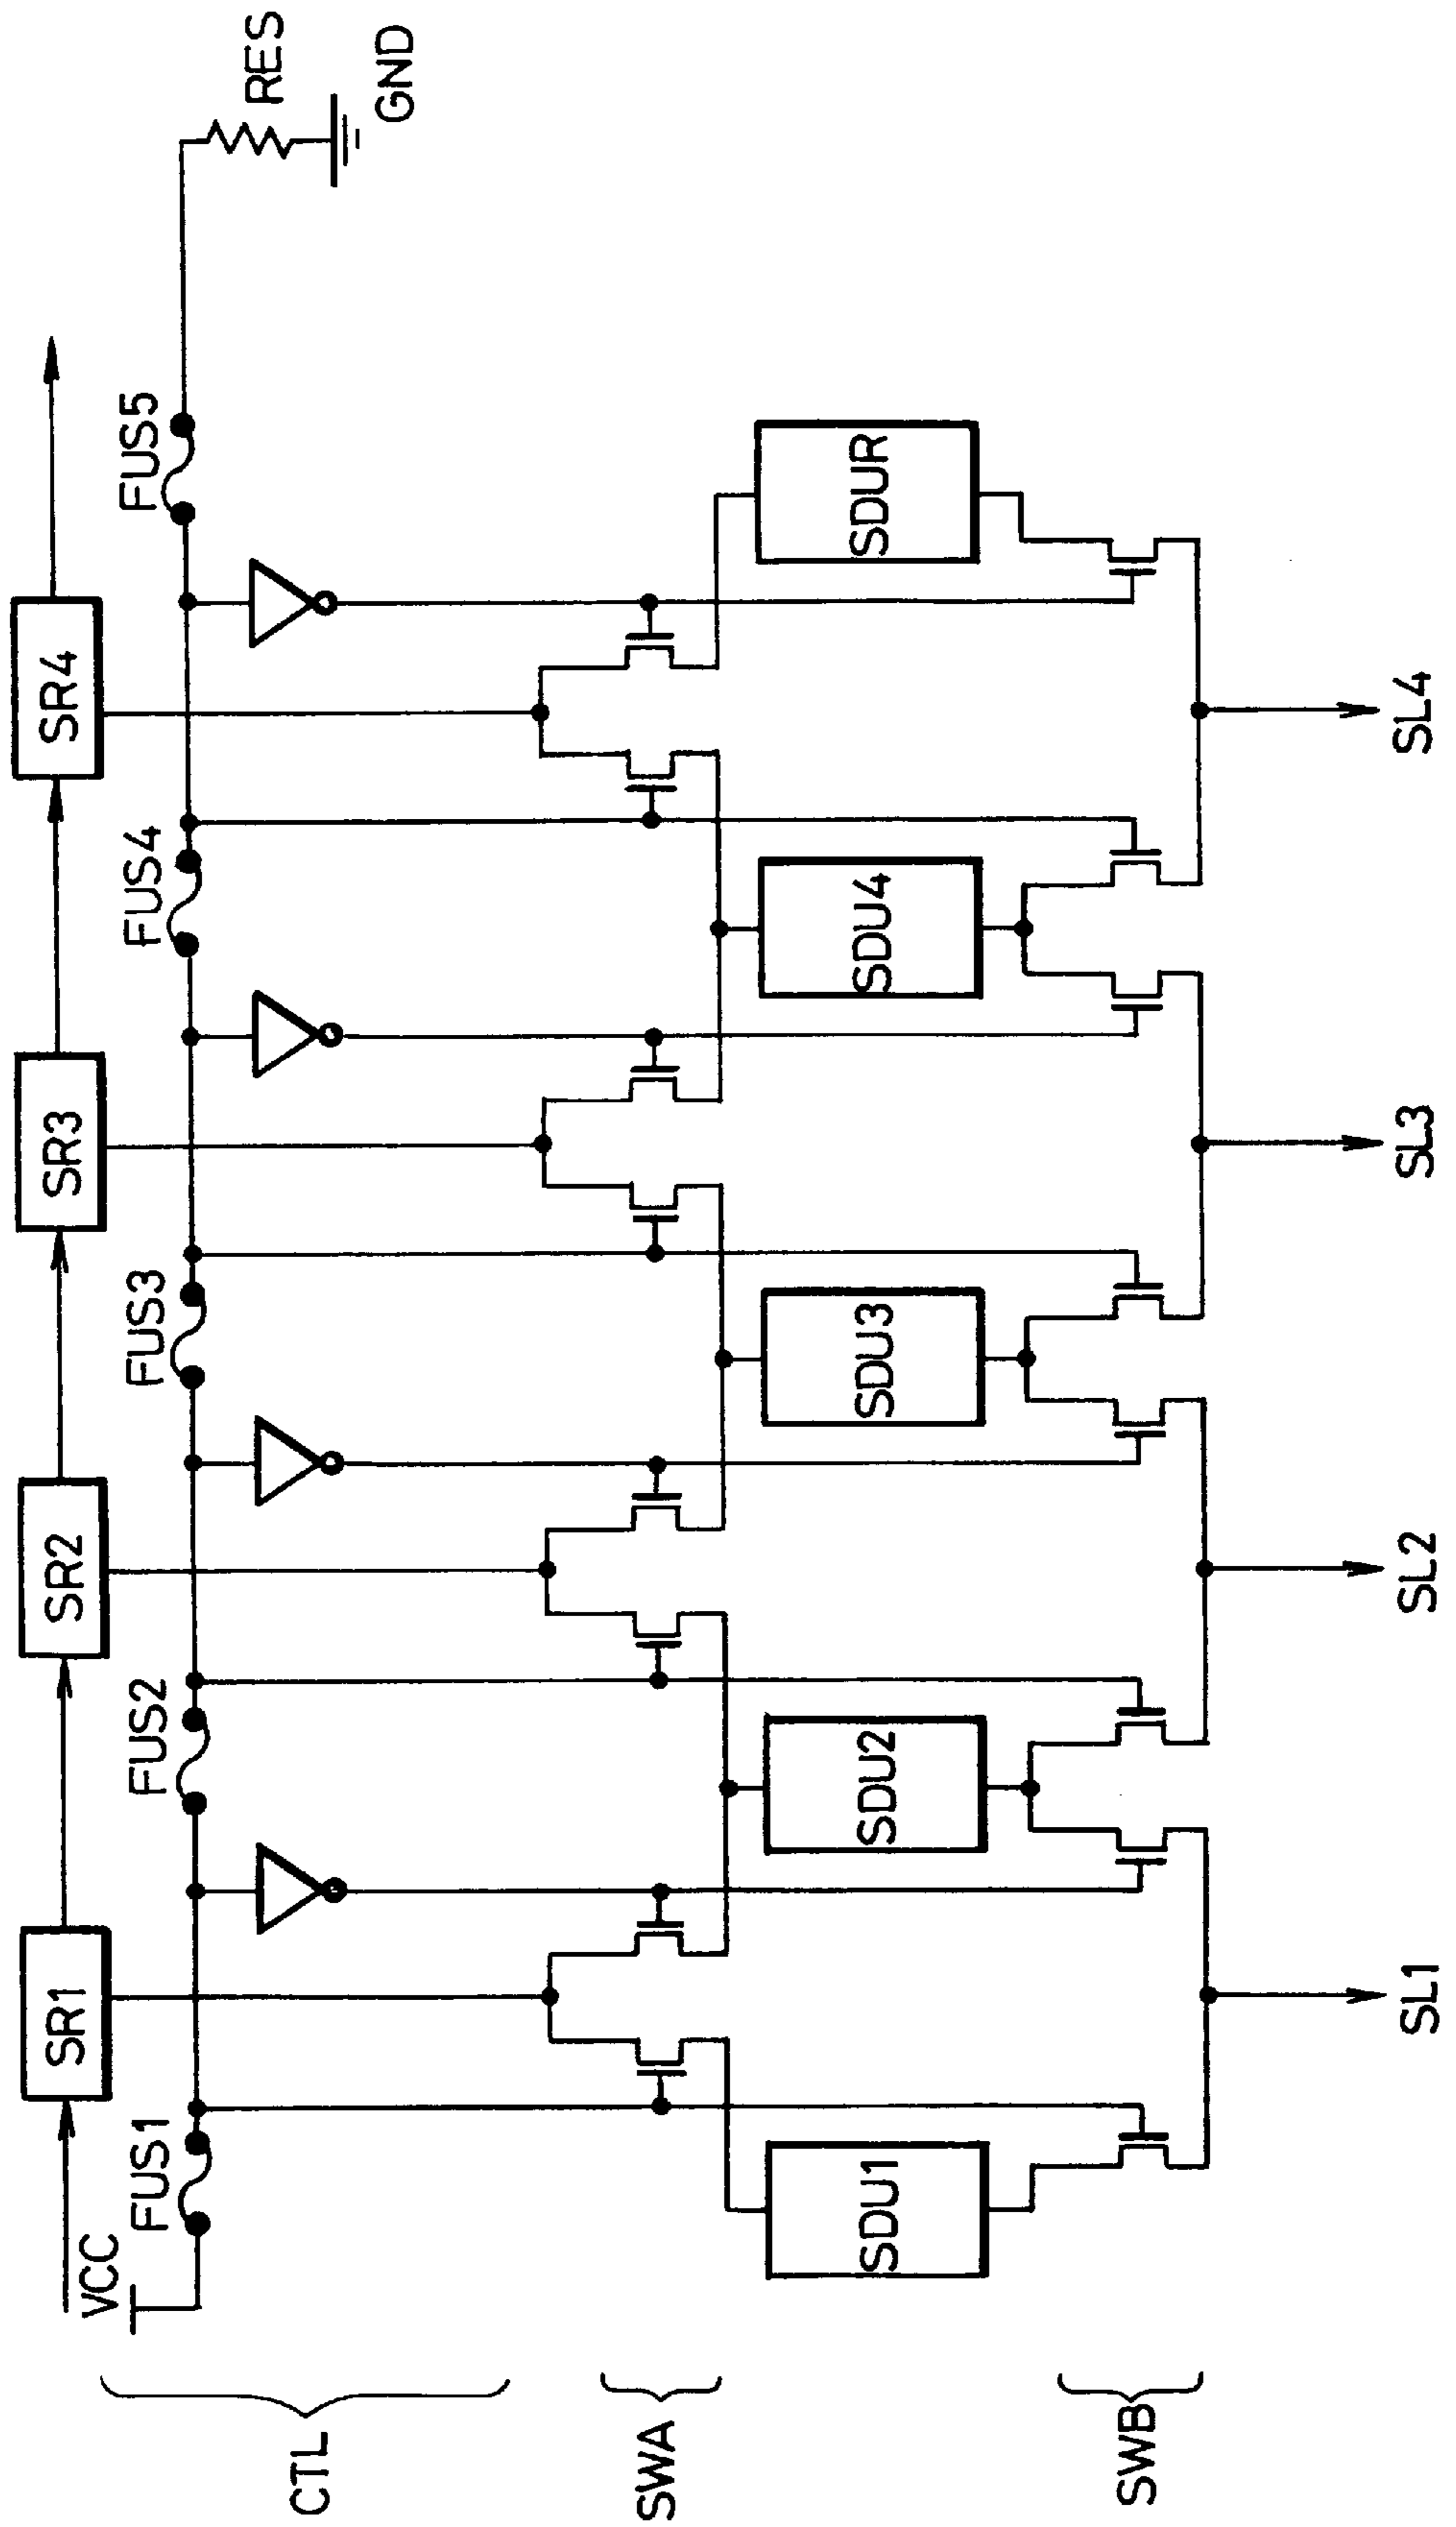 SR1
SR2
SR3
SR4
VCC
FUS1
FUS2
FUS3
FUS4
FUS5
RES
GND
CTL
SWA
SDU1
SDU2
SDU3
SDU4
SDUR
SWB
SL1
SL2
SL3
SL4